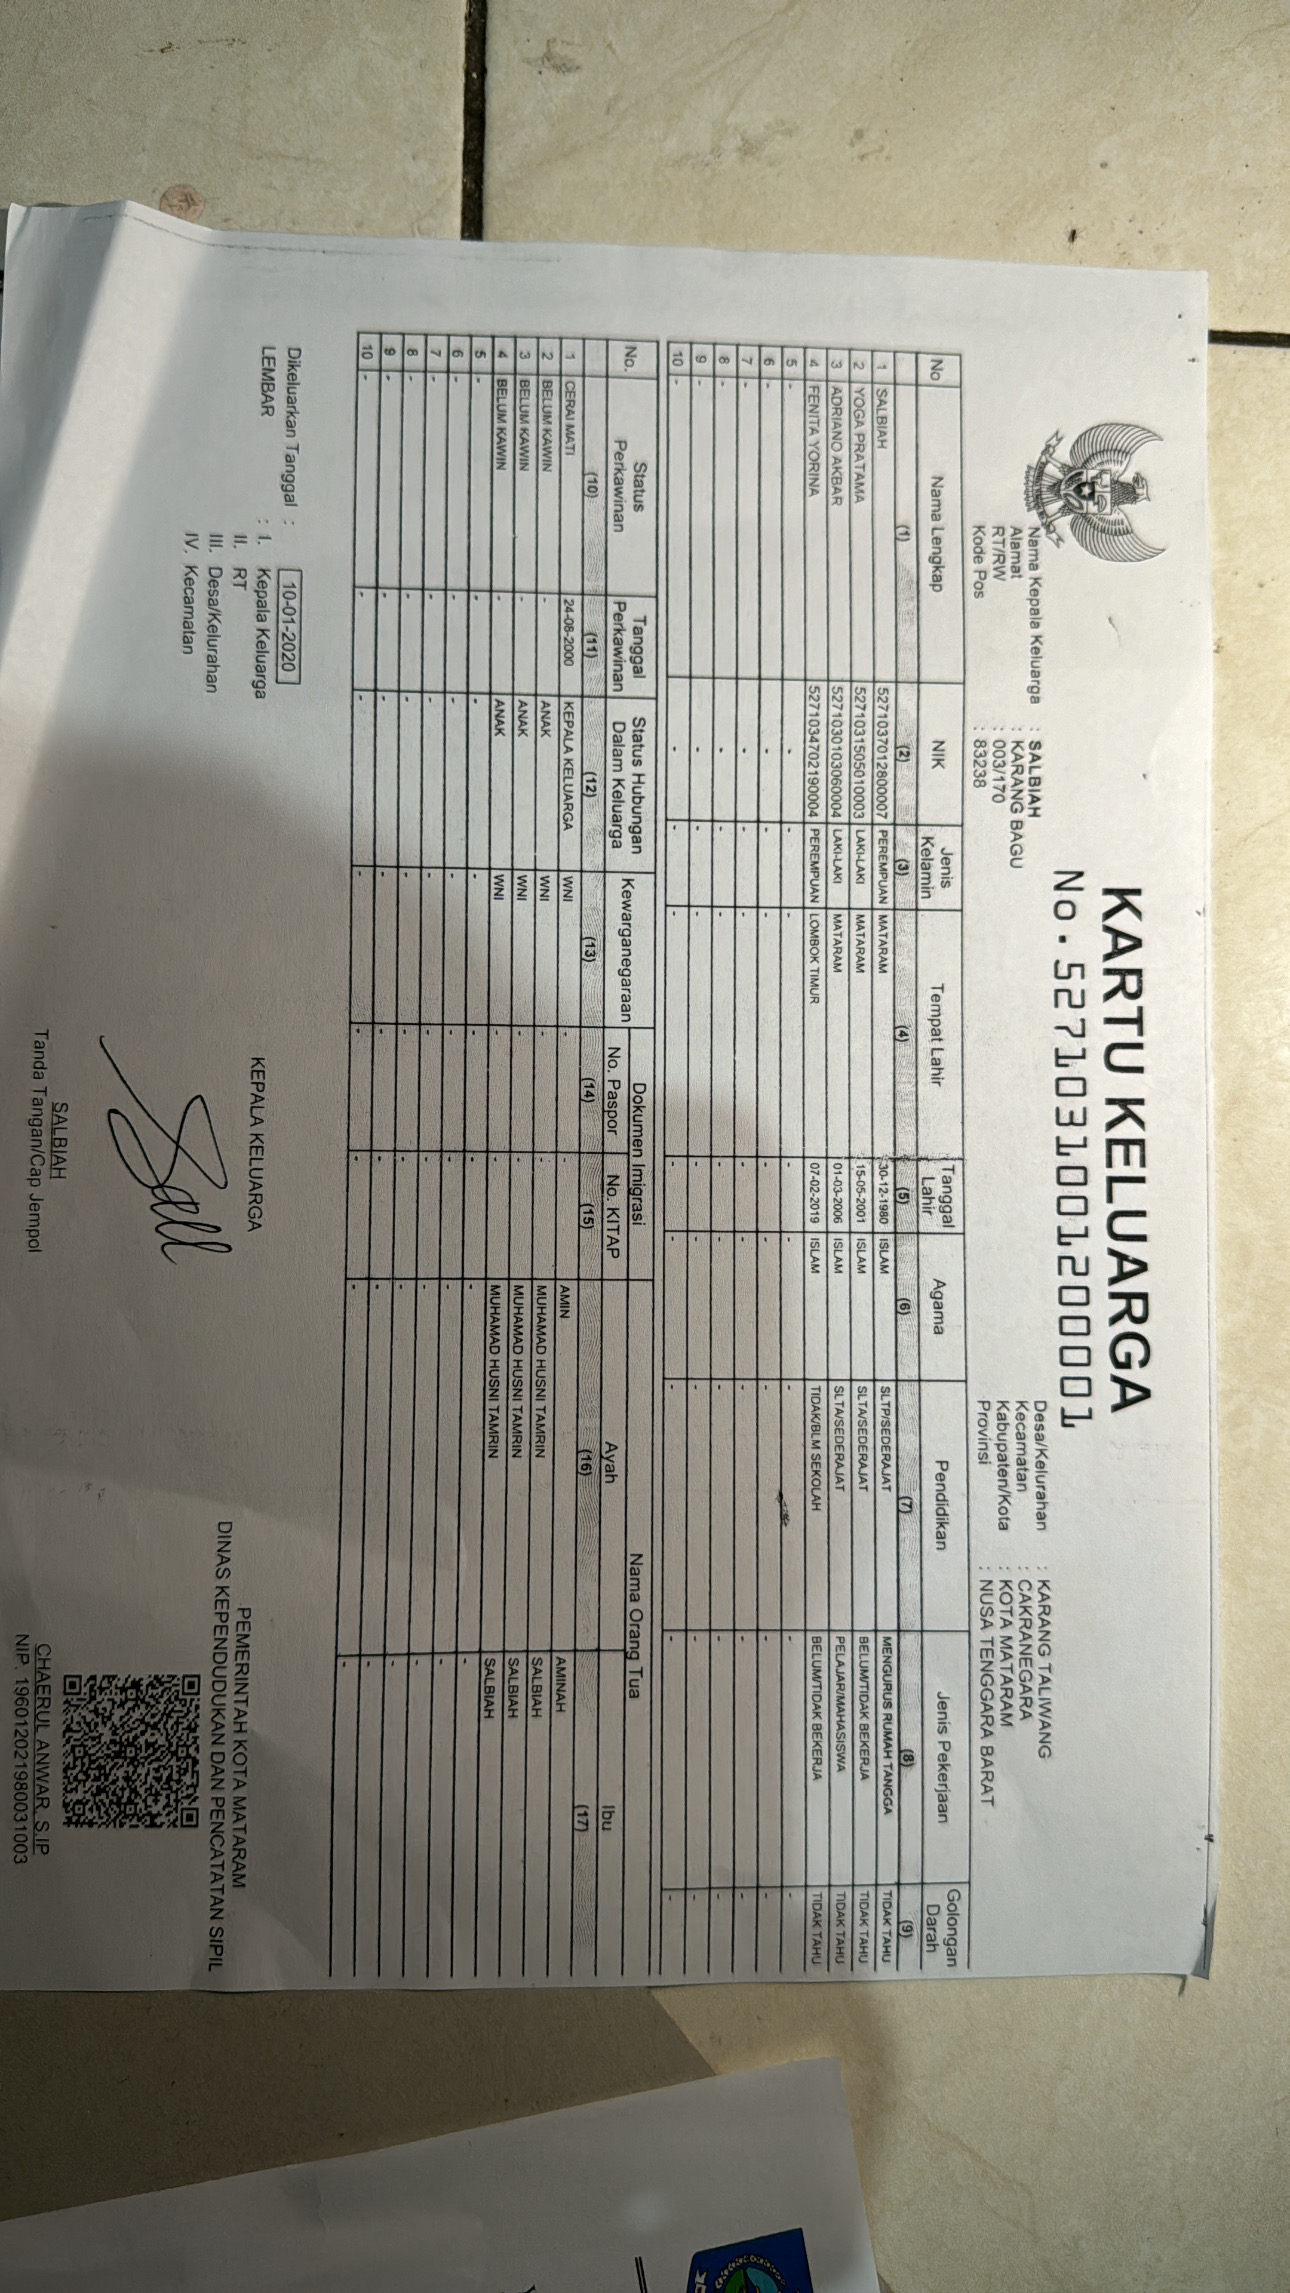 KARTU KELUARGA
No. 5271031001200001
Nama Kepala Keluarga : SALBIAH
Alamat : KARANG BAGU
RT/RW : 003/170
Kode Pos : 83238
Desa/Kelurahan : KARANG TALIWANG
Kecamatan : CAKRANEGARA
Kabupaten/Kota : KOTA MATARAM
Provinsi : NUSA TENGGARA BARAT
No Nama Lengkap NIK Jenis Kelamin Tempat Lahir Tanggal Lahir Agama Pendidikan Jenis Pekerjaan Golongan Darah
(1) (2) (3) (4) (5) (6) (7) (8) (9)
1 SALBIAH 5271037012800007 PEREMPUAN MATARAM 30-12-1980 ISLAM SLTP/SEDERAJAT MENGURUS RUMAH TANGGA TIDAK TAHU
2 YOGA PRATAMA 5271031505010003 LAKI-LAKI MATARAM 15-05-2001 ISLAM SLTA/SEDERAJAT BELUM/TIDAK BEKERJA TIDAK TAHU
3 ADRIANO AKBAR 5271030103060004 LAKI-LAKI MATARAM 01-03-2006 ISLAM SLTA/SEDERAJAT PELAJAR/MAHASISWA TIDAK TAHU
4 FENITA YORINA 5271034702190004 PEREMPUAN LOMBOK TIMUR 07-02-2019 ISLAM TIDAK/BLM SEKOLAH BELUM/TIDAK BEKERJA TIDAK TAHU
5 - - - - - - - - -
6 - - - - - - - - -
7 - - - - - - - - -
8 - - - - - - - - -
9 - - - - - - - - -
10 - - - - - - - - -
No. Status Perkawinan Tanggal Perkawinan Status Hubungan Dalam Keluarga Kewarganegaraan Dokumen Imigrasi Nama Orang Tua
No. Paspor No. KITAP Ayah Ibu
(10) (11) (12) (13) (14) (15) (16) (17)
1 CERAI MATI 24-08-2000 KEPALA KELUARGA WNI - - AMIN AMINAH
2 BELUM KAWIN - ANAK WNI - - MUHAMAD HUSNI TAMRIN SALBIAH
3 BELUM KAWIN - ANAK WNI - - MUHAMAD HUSNI TAMRIN SALBIAH
4 BELUM KAWIN - ANAK WNI - - MUHAMAD HUSNI TAMRIN SALBIAH
5 - - - - - - - -
6 - - - - - - - -
7 - - - - - - - -
8 - - - - - - - -
9 - - - - - - - -
10 - - - - - - - -
Dikeluarkan Tanggal : 10-01-2020
LEMBAR : I. Kepala Keluarga
II. RT
III. Desa/Kelurahan
IV. Kecamatan
KEPALA KELUARGA
SALBIAH
Tanda Tangan/Cap Jempol
PEMERINTAH KOTA MATARAM
DINAS KEPENDUDUKAN DAN PENCATATAN SIPIL
CHAERUL ANWAR, S.IP
NIP. 196012021980031003